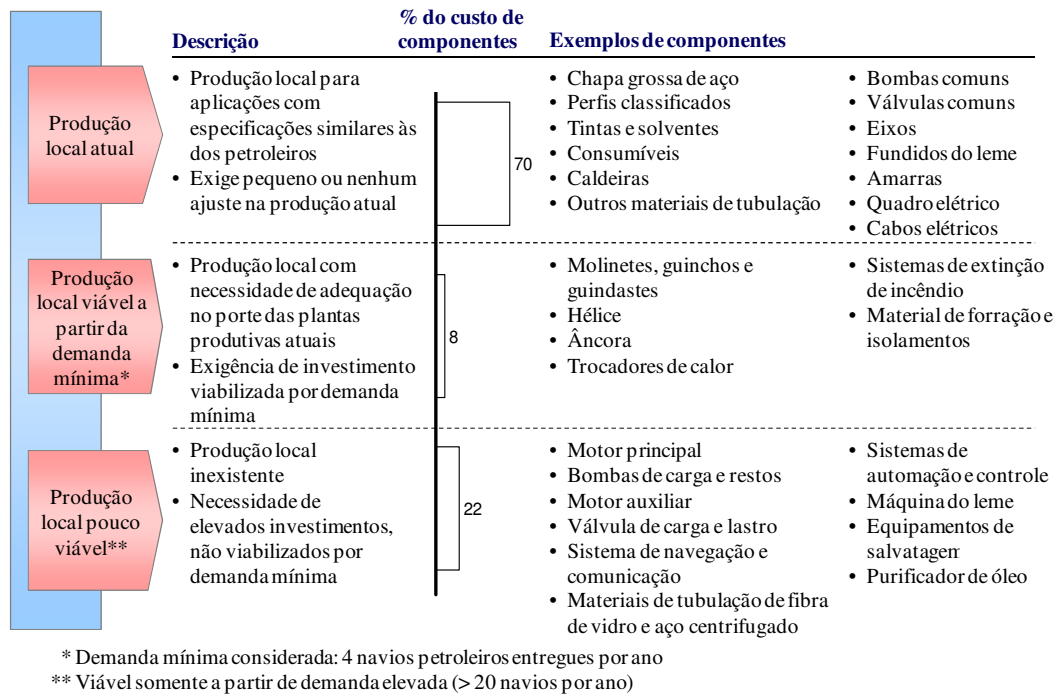 Descrição
% do custo de
componentes
Exemplos de componentes
Produção
local atual
• Produção local para
aplicações com
especificações similares às
dos petroleiros
• Exige pequeno ou nenhum
ajuste na produção atual
70
• Chapa grossa de aço
• Perfis classificados
• Tintas e solventes
• Consumíveis
• Caldeiras
• Outros materiais de tubulação
• Bombas comuns
• Válvulas comuns
• Eixos
• Fundidos do leme
• Amarras
• Quadro elétrico
• Cabos elétricos
Produção
local viável a
partir da
demanda
mínima*
• Produção local com
necessidade de adequação
no porte das plantas
produtivas atuais
• Exigência de investimento
viabilizada por demanda
mínima
8
• Molinetes, guinchos e
guindastes
• Hélice
• Âncora
• Trocadores de calor
• Sistemas de extinção
de incêndio
• Material de forração e
isolamentos
Produção
local pouco
viável**
• Produção local
inexistente
• Necessidade de
elevados investimentos,
não viabilizados por
demanda mínima
22
• Motor principal
• Bombas de carga e restos
• Motor auxiliar
• Válvula de carga e lastro
• Sistema de navegação e
comunicação
• Materiais de tubulação de fibra
de vidro e aço centrifugado
• Sistemas de
automação e controle
• Máquina do leme
• Equipamentos de
salvatagem
• Purificador de óleo
* Demanda mínima considerada: 4 navios petroleiros entregues por ano
** Viável somente a partir de demanda elevada (> 20 navios por ano)